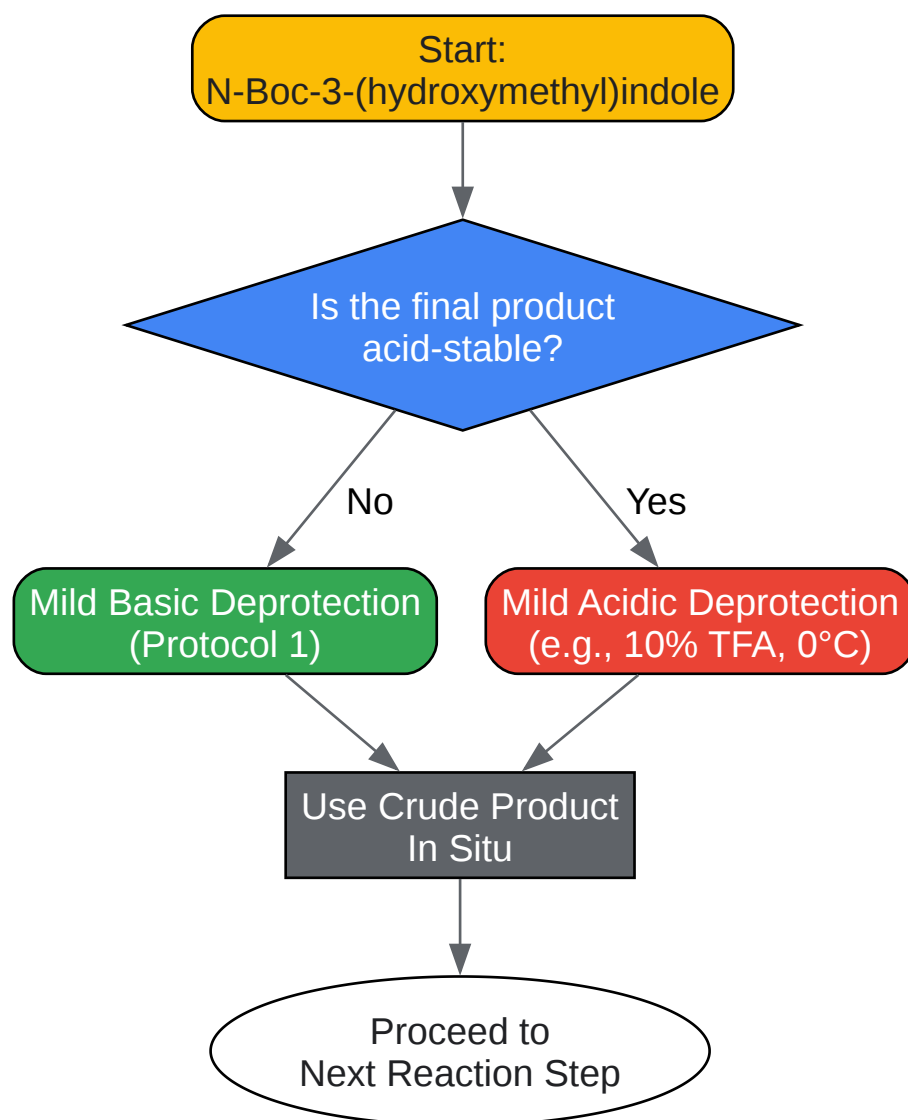 Start:
N-Boc-3-(hydroxymethyl)indole
Is the final product
acid-stable?
No
Yes
Mild Basic Deprotection
(Protocol 1)
Mild Acidic Deprotection
(e.g., 10% TFA, 0°C)
Use Crude Product
In Situ
Proceed to
Next Reaction Step